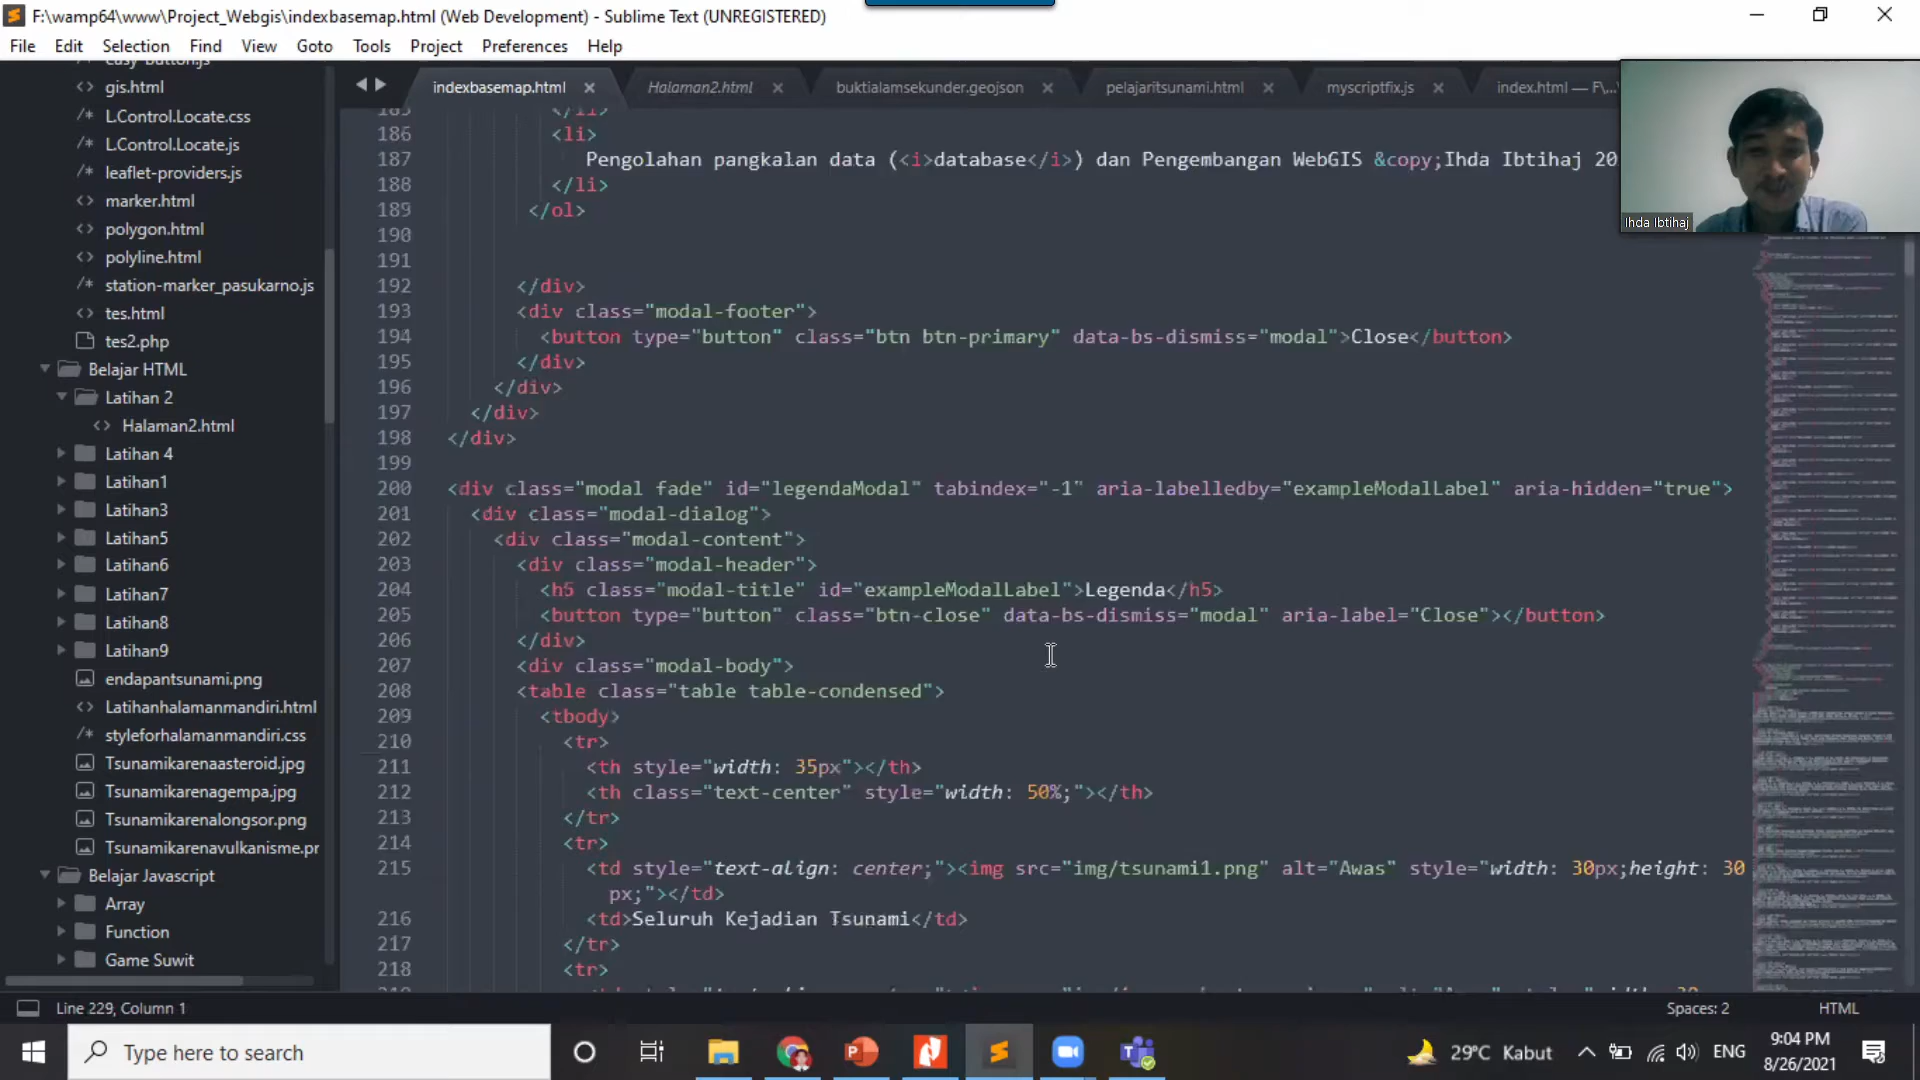 F:\wamp64\www\Project_Webgis\indexbasemap.html (Web Development) - Sublime Text (UNREGISTERED)
File Edit Selection Find View Goto Tools Project Preferences Help
easy-button.js
gis.html
L.Control.Locate.css
L.Control.Locate.js
leaflet-providers.js
marker.html
polygon.html
polyline.html
station-marker_pasukarno.js
tes.html
tes2.php
Belajar HTML
Latihan 2
Halaman2.html
Latihan 4
Latihan1
Latihan3
Latihan5
Latihan6
Latihan7
Latihan8
Latihan9
endapantsunami.png
Latihanhalamanmandiri.html
styleforhalamanmandiri.css
Tsunamikarenaasteroid.jpg
Tsunamikarenagempa.jpg
Tsunamikarenalongsor.png
Tsunamikarenavulkanisme.pr
Belajar Javascript
Array
Function
Game Suwit
indexbasemap.html Halaman2.html buktialamsekunder.geojson pelajaritsunami.html myscriptfix.js index.html — F\...\
185 </li>
186 <li>
187 Pengolahan pangkalan data (<i>database</i>) dan Pengembangan WebGIS &copy;Ihda Ibtihaj 20
188 </li>
189 </ol>
190
191
192 </div>
193 <div class="modal-footer">
194 <button type="button" class="btn btn-primary" data-bs-dismiss="modal">Close</button>
195 </div>
196 </div>
197 </div>
198 </div>
199
200 <div class="modal fade" id="legendaModal" tabindex="-1" aria-labelledby="exampleModalLabel" aria-hidden="true">
201 <div class="modal-dialog">
202 <div class="modal-content">
203 <div class="modal-header">
204 <h5 class="modal-title" id="exampleModalLabel">Legenda</h5>
205 <button type="button" class="btn-close" data-bs-dismiss="modal" aria-label="Close"></button>
206 </div>
207 <div class="modal-body">
208 <table class="table table-condensed">
209 <tbody>
210 <tr>
211 <th style="width: 35px"></th>
212 <th class="text-center" style="width: 50%;"></th>
213 </tr>
214 <tr>
215 <td style="text-align: center;"><img src="img/tsunami1.png" alt="Awas" style="width: 30px;height: 30
px;"></td>
216 <td>Seluruh Kejadian Tsunami</td>
217 </tr>
218 <tr>
Ihda Ibtihaj
Line 229, Column 1 Spaces: 2 HTML
Type here to search
29°C Kabut ENG
9:04 PM
8/26/2021